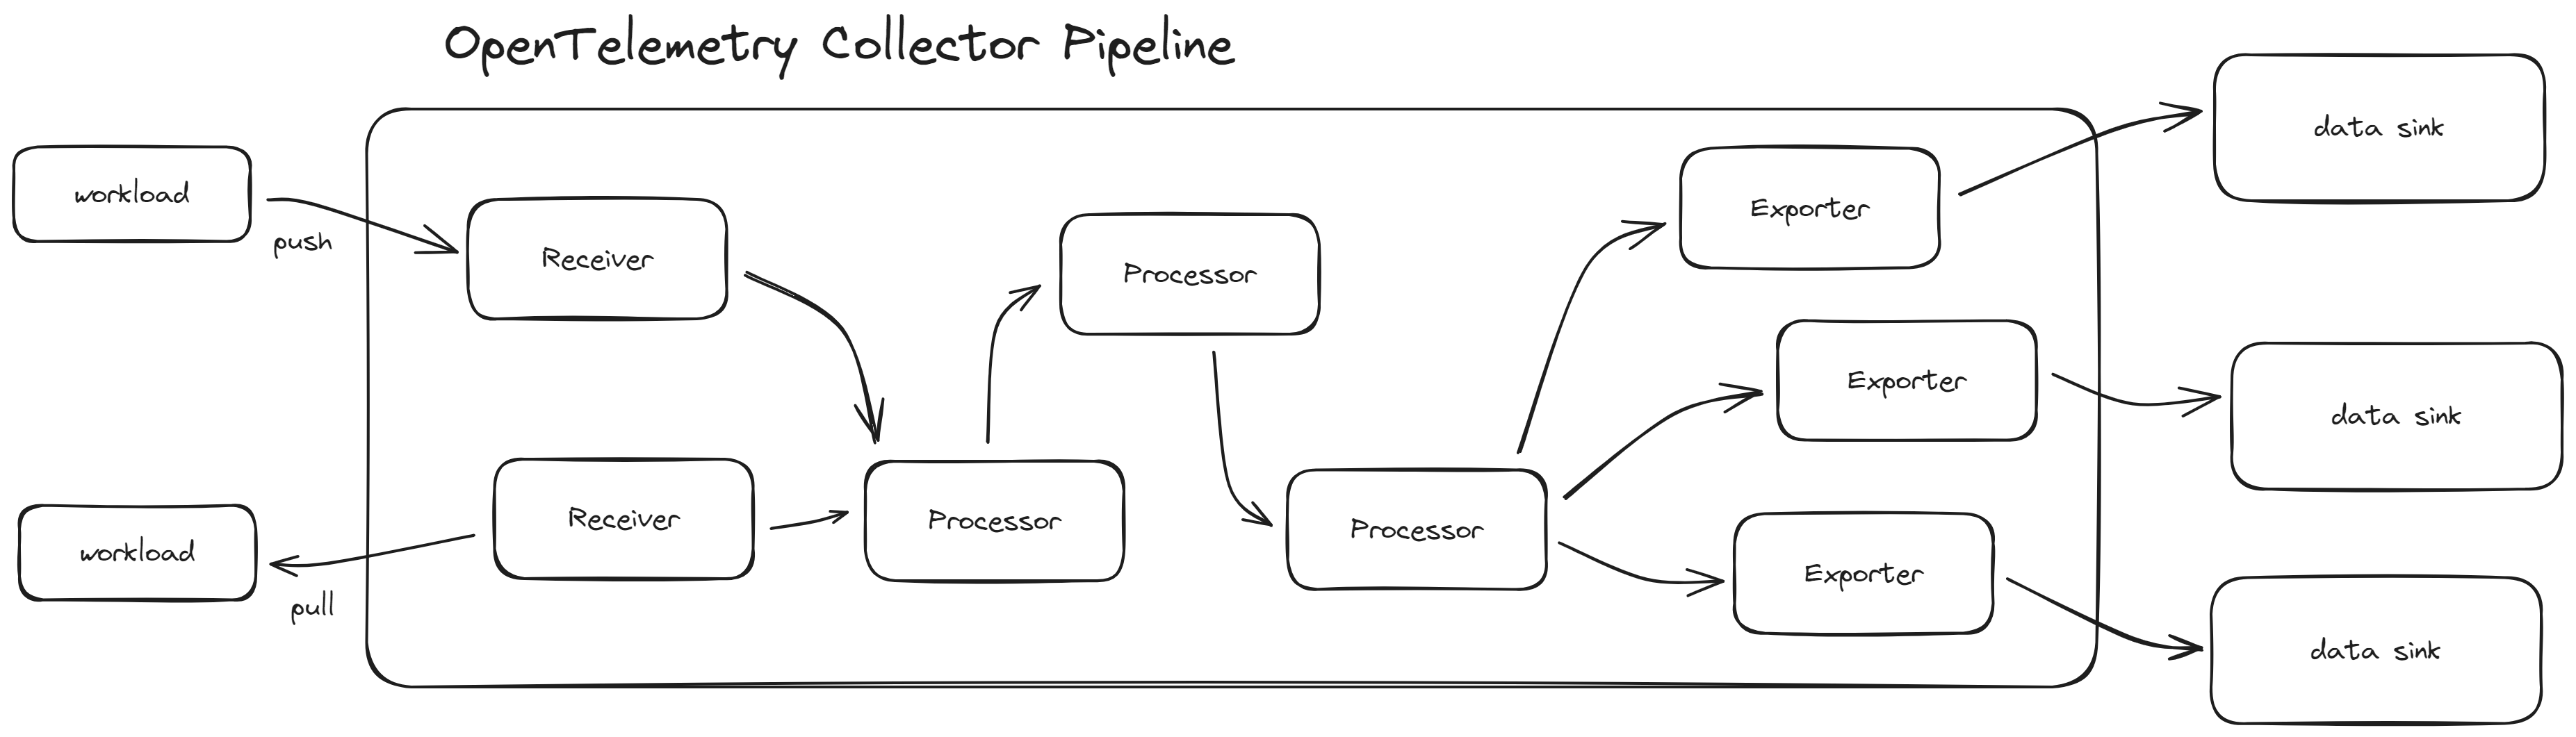 OpenTelemetry Collector Pipeline
workload
push
Receiver
Receiver
workload
pull
Processor
Processor
Processor
Exporter
Exporter
Exporter
data sink
data sink
data sink